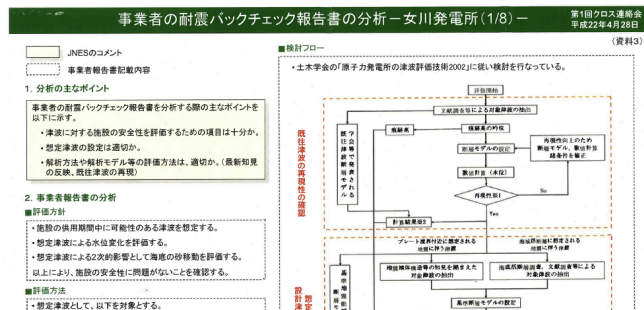 事業者の耐震バックチェック報告書の分析－女川発電所(1/8)－
第1回クロス連絡会
平成22年4月28日
(資料3)
JNESのコメント
事業者報告書記載内容
1. 分析の主なポイント
事業者の耐震バックチェック報告書を分析する際の主なポイントを
以下に示す。
・津波に対する施設の安全性を評価するための項目は十分か。
・想定津波の設定は適切か。
・解析方法や解析モデル等の評価方法は、適切か。(最新知見
の反映、既往津波の再現)
2. 事業者報告書の分析
■評価方針
・施設の供用期間中に可能性のある津波を想定する。
・想定津波による水位変化を評価する。
・想定津波による2次的影響として海底の砂移動を評価する。
以上により、施設の安全性に問題がないことを確認する。
■評価方法
・想定津波として、以下を対象とする。
■検討フロー
・土木学会の「原子力発電所の津波評価技術2002」に従い検討を行なっている。
既往津波の再現性の確認
評価開始
文献調査等による対象津波の抽出
学会等で発表される既往断層モデル
痕跡高
痕跡高の吟味
断層モデルの設定
数値計算(水位)
再現性向上のため
断層モデル、数値計算
諸条件を修正
再現性※1
No
Yes
計算結果※2
プレート境界付近に想定される
地震に伴う津波
海域活断層に想定される
地震に伴う津波
地震地体構造等の知見を踏まえた
対象津波の抽出
海底活断層調査、文献調査等による
対象津波の抽出
基準断層モデルの設定